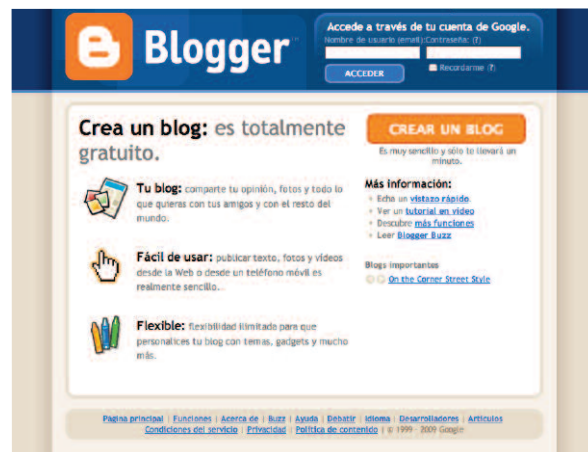 Blogger™
Accede a través de tu cuenta de Google.
Nombre de usuario (email): Contraseña: (?)
ACCEDER
Recordarme (?)
Crea un blog: es totalmente
gratuito.
Tu blog: comparte tu opinión, fotos y todo lo
que quieras con tus amigos y con el resto del
mundo.
Fácil de usar: publicar texto, fotos y vídeos
desde la Web o desde un teléfono móvil es
realmente sencillo.
Flexible: flexibilidad ilimitada para que
personalices tu blog con temas, gadgets y mucho
más.
CREAR UN BLOG
Es muy sencillo y sólo te llevará un
minuto.
Más información:
Echa un vistazo rápido.
Ver un tutorial en vídeo
Descubre más funciones
Leer Blogger Buzz
Blogs importantes
On the Corner Street Style
Página principal | Funciones | Acerca de | Buzz | Ayuda | Debatir | Idioma | Desarrolladores | Artículos
Condiciones del servicio | Privacidad | Política de contenido | © 1999 - 2009 Google